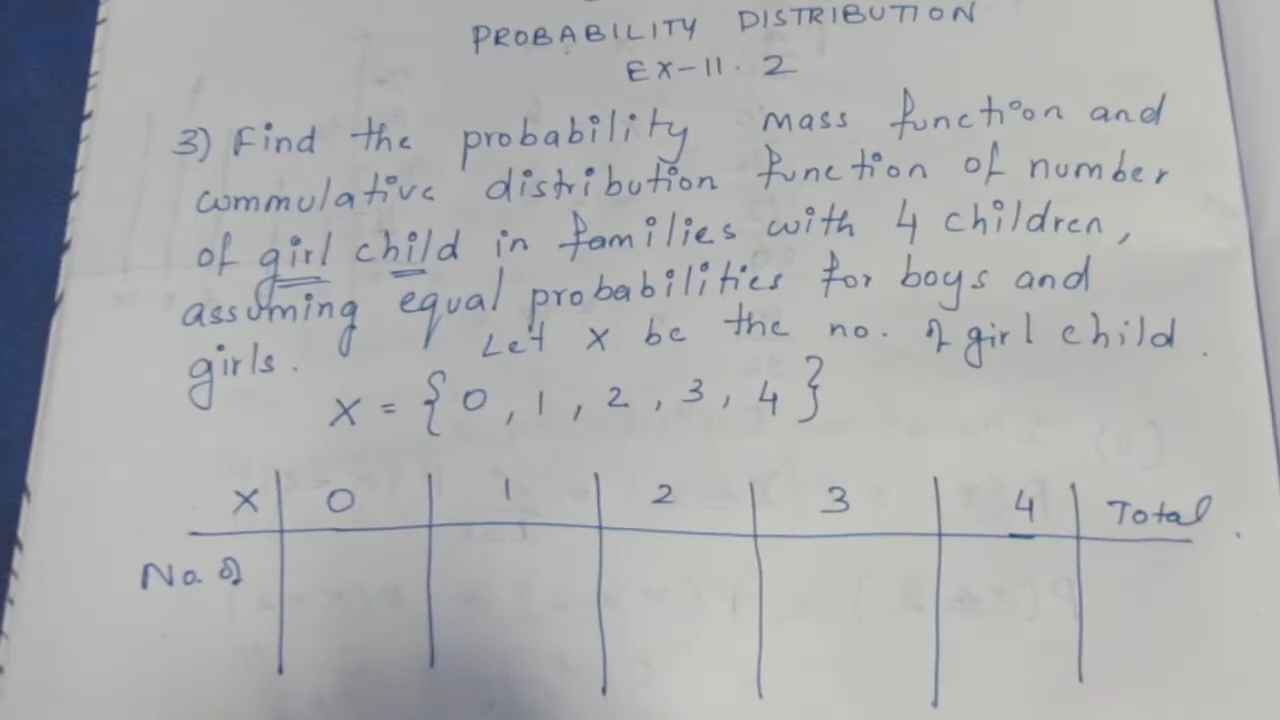 PROBABILITY DISTRIBUTION
EX-11.2
3) Find the probability mass function and
commulative distribution function of number
of girl child in families with 4 children,
assuming equal probabilities for boys and
girls. Let X be the no. of girl child.
X = {0, 1, 2, 3, 4}
X 0 1 2 3 4 Total
No. of